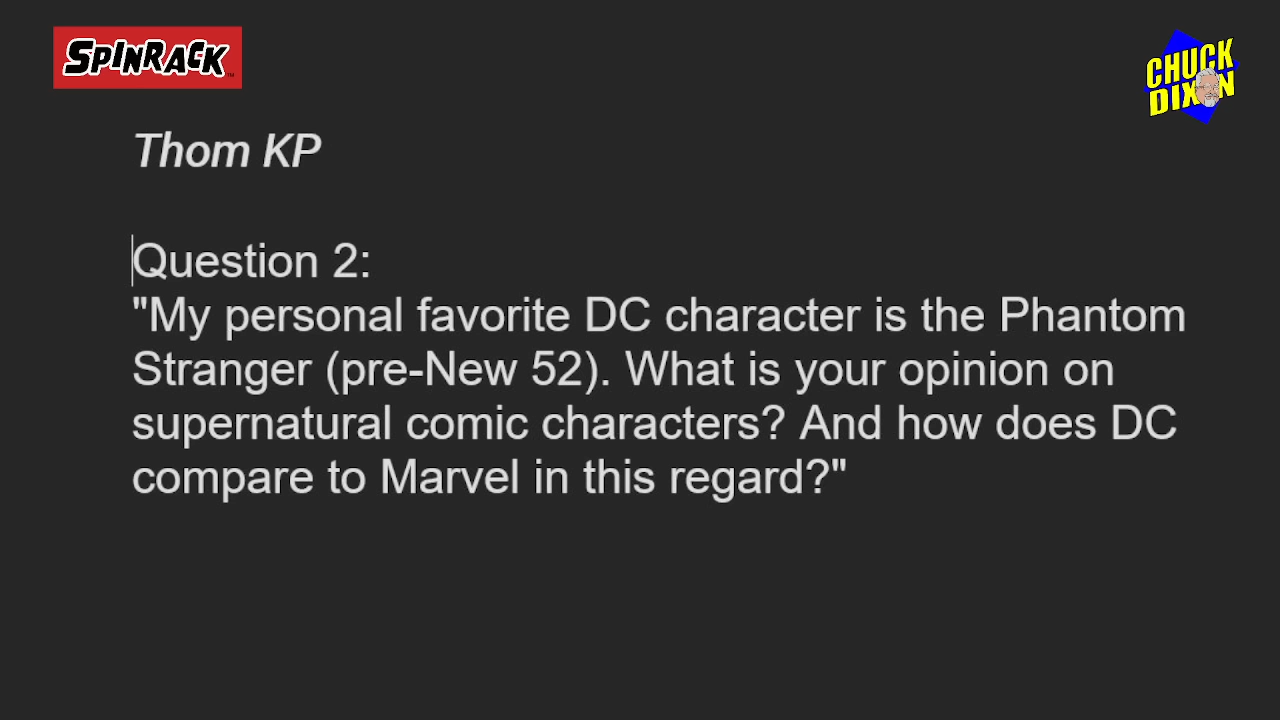 SPINRACK
CHUCK
DIXON
Thom KP
Question 2:
"My personal favorite DC character is the Phantom
Stranger (pre-New 52). What is your opinion on
supernatural comic characters? And how does DC
compare to Marvel in this regard?"